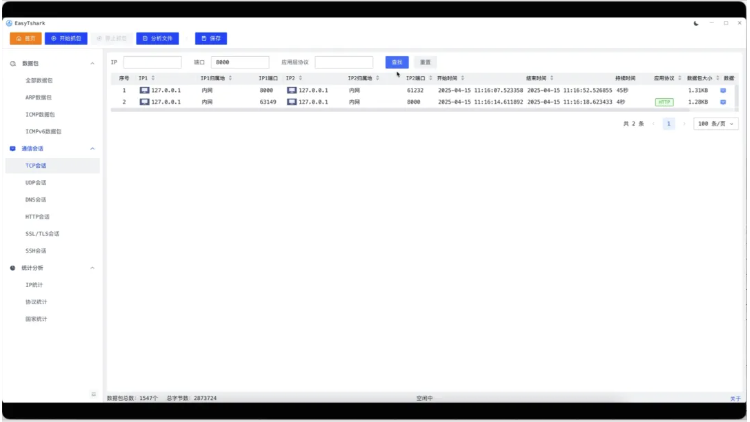 EasyTshark
首页 开始抓包 停止抓包 分析文件 保存
IP 端口 8000 应用层协议 查找 重置
序号 IP1 IP1归属地 IP1端口 IP2 IP2归属地 IP2端口 开始时间 结束时间 持续时间 应用协议 数据包大小 数据
1 127.0.0.1 内网 8000 127.0.0.1 内网 61232 2025-04-15 11:16:07.523358 2025-04-15 11:16:52.526855 45秒 1.31KB
2 127.0.0.1 内网 63149 127.0.0.1 内网 8000 2025-04-15 11:16:14.611892 2025-04-15 11:16:18.623433 4秒 HTTP 1.28KB
共 2 条 1 100 条/页
数据包
全部数据包
ARP数据包
ICMP数据包
ICMPv6数据包
通信会话
TCP会话
UDP会话
DNS会话
HTTP会话
SSL/TLS会话
SSH会话
统计分析
IP统计
协议统计
国家统计
数据包总数: 1547个 总字节数: 2873724 空闲中 关于